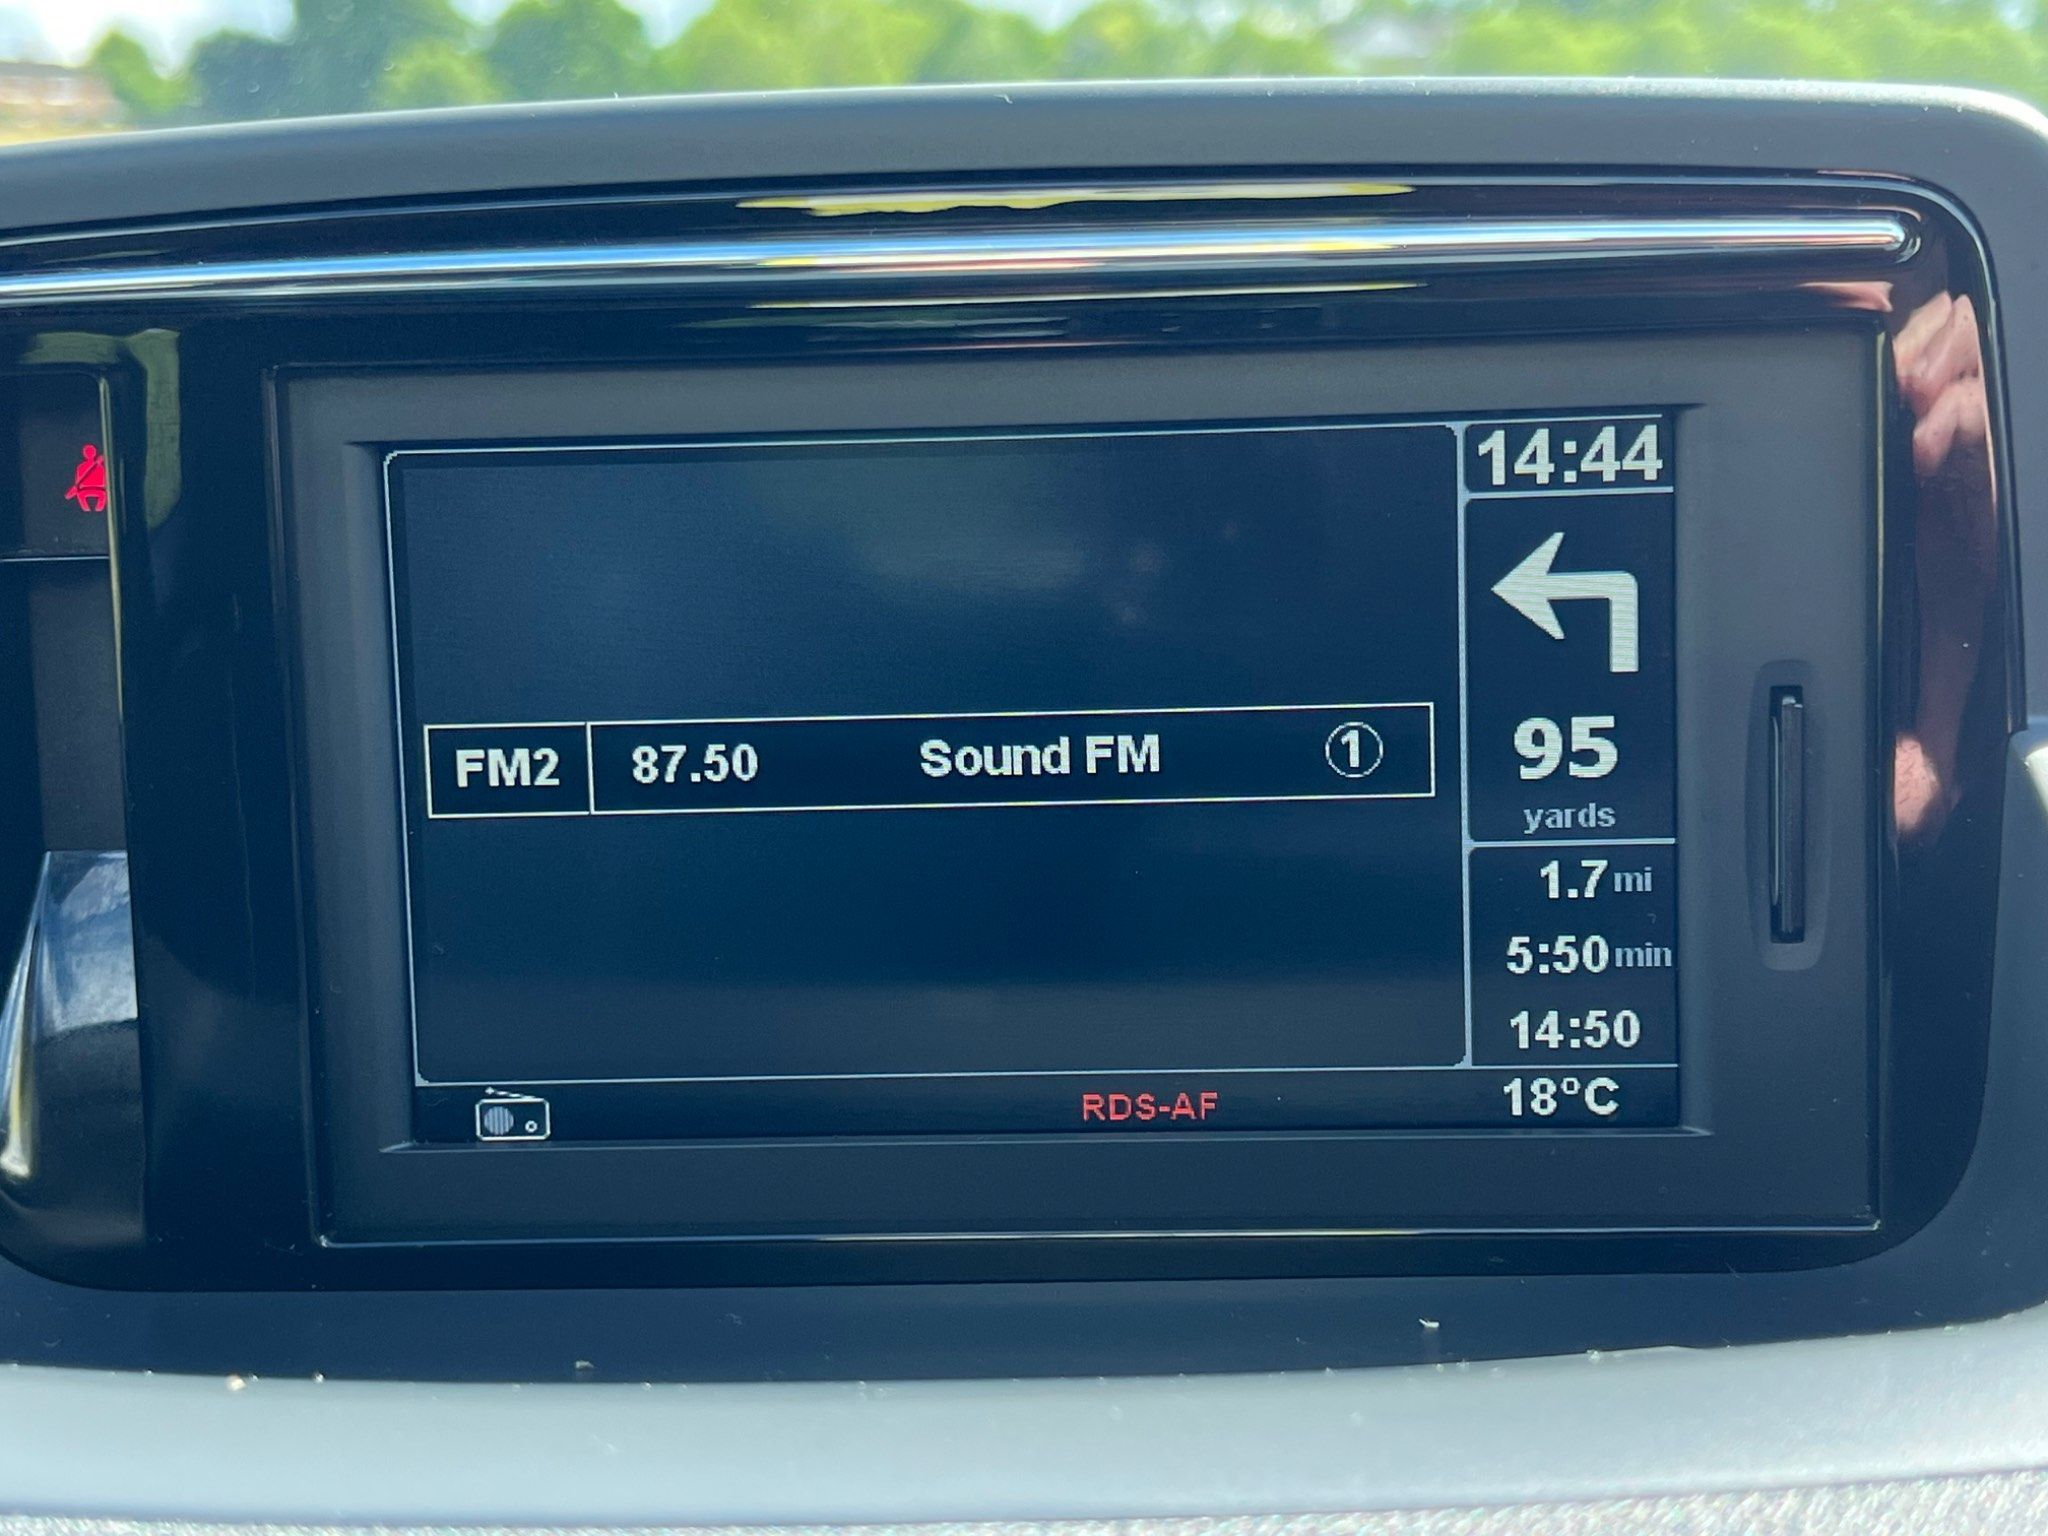 14:44
FM2 87.50 Sound FM 1
95
yards
1.7 mi
5:50 min
14:50
RDS-AF 18°C